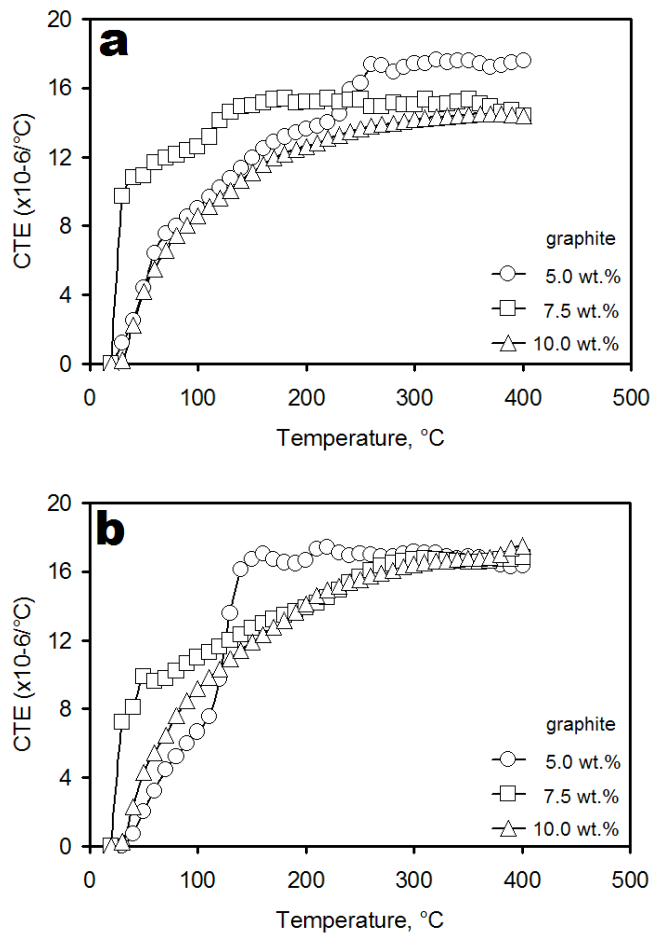 a
20
16
12
8
4
0
CTE (x10-6/°C)
graphite
5.0 wt.%
7.5 wt.%
10.0 wt.%
0 100 200 300 400 500
Temperature, °C
b
20
16
12
8
4
0
CTE (x10-6/°C)
graphite
5.0 wt.%
7.5 wt.%
10.0 wt.%
0 100 200 300 400 500
Temperature, °C